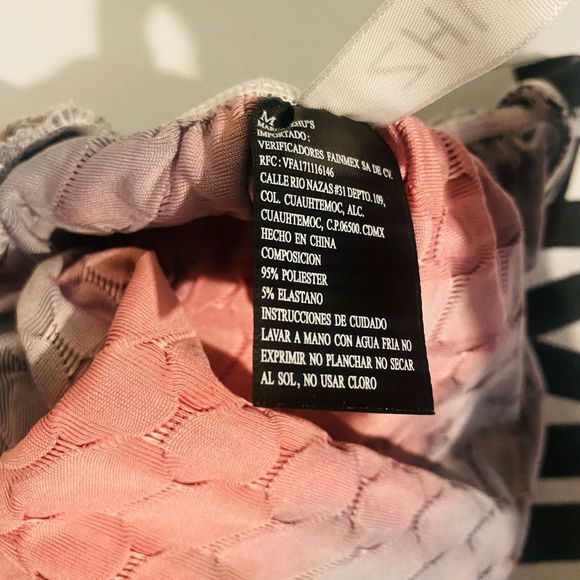 M
IMPORTADO:
VERIFICADORES FAINMEX SA DE CV.
RFC: VFA171116146
CALLE RIO NAZAS #31 DEPTO. 109,
COL. CUAUHTEMOC, ALC.
CUAUHTEMOC, C.P.06500. CDMX
HECHO EN CHINA
COMPOSICION
95% POLIESTER
5% ELASTANO
INSTRUCCIONES DE CUIDADO
LAVAR A MANO CON AGUA FRIA NO
EXPRIMIR NO PLANCHAR NO SECAR
AL SOL, NO USAR CLORO